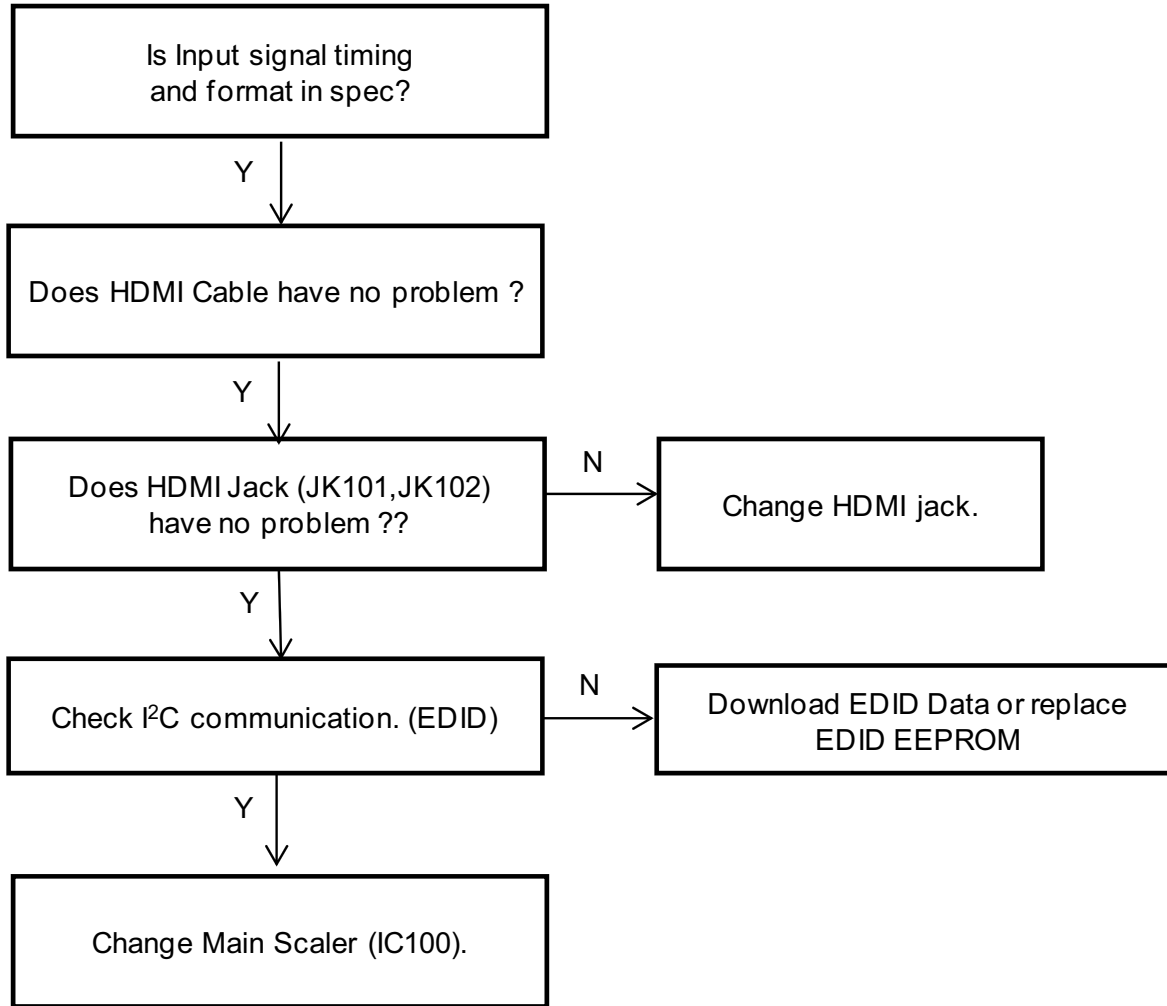 Is Input signal timing
and format in spec?
Y
Does HDMI Cable have no problem ?
Y
Does HDMI Jack (JK101,JK102)
have no problem ??
N
Change HDMI jack.
Y
Check I²C communication. (EDID)
N
Download EDID Data or replace
EDID EEPROM
Y
Change Main Scaler (IC100).